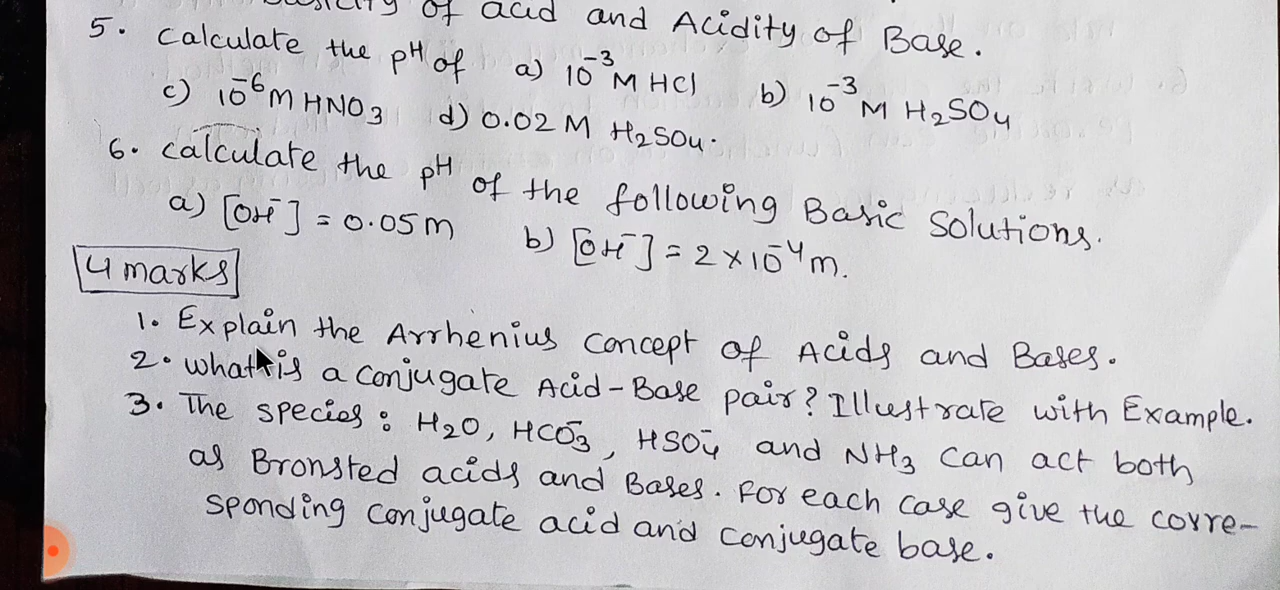 of acid and Acidity of Base.
5. Calculate the pH of a) 10⁻³ M HCl b) 10⁻³ M H₂SO₄
c) 10⁻⁶ M HNO₃ d) 0.02 M H₂SO₄.
6. Calculate the pH of the following Basic Solutions.
a) [OH⁻] = 0.05 m b) [OH⁻] = 2 × 10⁻⁴ m.
4 marks
1. Explain the Arrhenius Concept of Acids and Bases.
2. what is a Conjugate Acid-Base pair? Illustrate with Example.
3. The species : H₂O, HCO₃⁻, HSO₄⁻ and NH₃ Can act both
as Bronsted acids and Bases. For each case give the corre-
sponding conjugate acid and conjugate base.